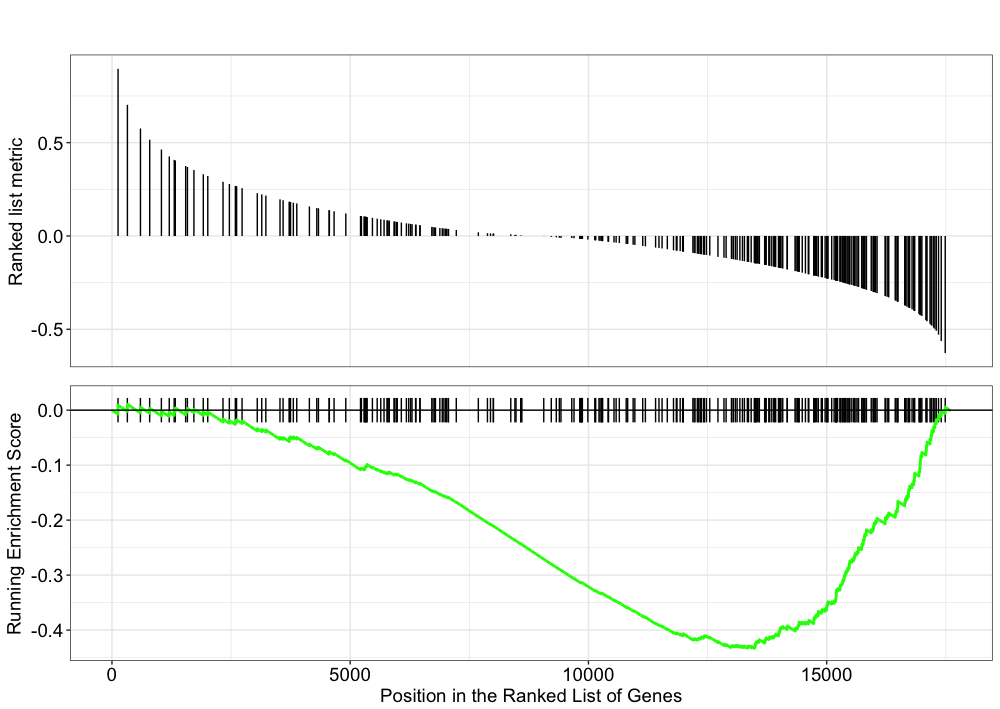 Ranked list metric
0.5
0.0
-0.5
Running Enrichment Score
0.0
-0.1
-0.2
-0.3
-0.4
0 5000 10000 15000
Position in the Ranked List of Genes